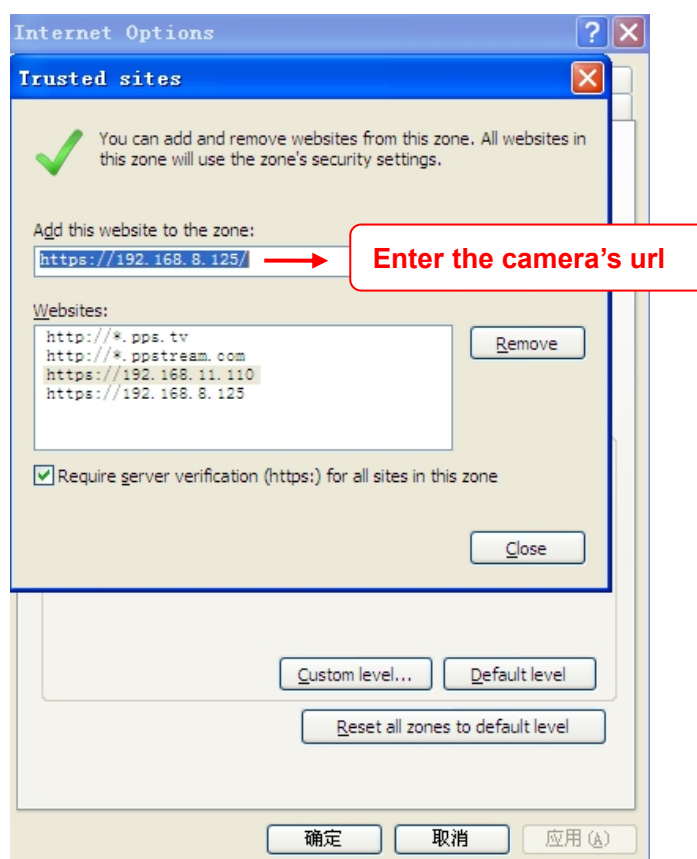 Internet Options
Trusted sites
You can add and remove websites from this zone. All websites in
this zone will use the zone's security settings.
Add this website to the zone:
https://192.168.8.125/
Enter the camera’s url
Websites:
http://*.pps.tv
http://*.ppstream.com
https://192.168.11.110
https://192.168.8.125
Remove
Require server verification (https:) for all sites in this zone
Close
Custom level...
Default level
Reset all zones to default level
确定
取消
应用(A)